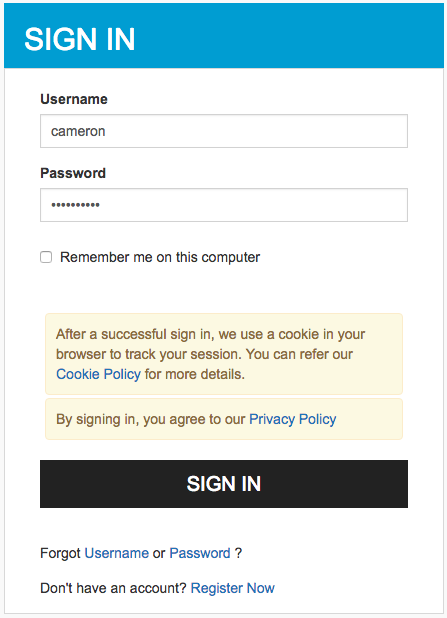 SIGN IN
Username
cameron
Password
••••••••••
Remember me on this computer
After a successful sign in, we use a cookie in your
browser to track your session. You can refer our
Cookie Policy for more details.
By signing in, you agree to our Privacy Policy
SIGN IN
Forgot Username or Password ?
Don't have an account? Register Now